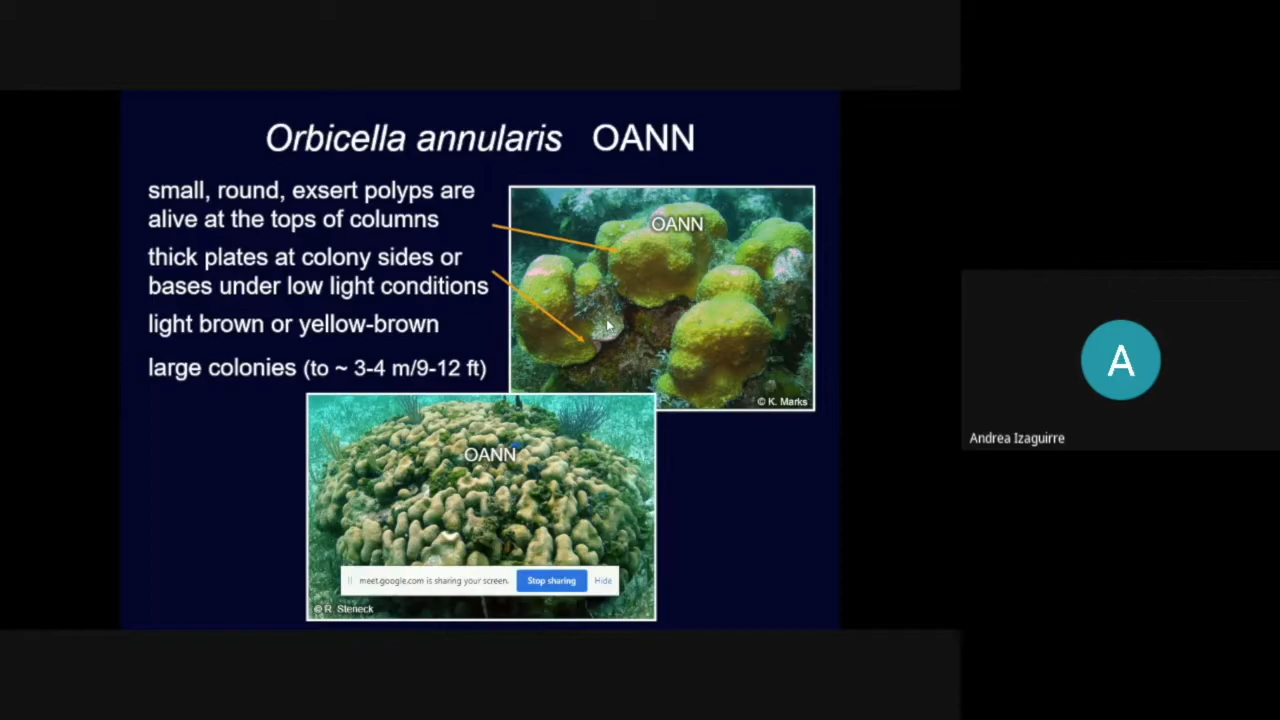 Orbicella annularis OANN
small, round, exsert polyps are
alive at the tops of columns
thick plates at colony sides or
bases under low light conditions
light brown or yellow-brown
large colonies (to ~ 3-4 m/9-12 ft)
OANN
© K. Marks
OANN
meet.google.com is sharing your screen.
Stop sharing
Hide
© R. Steneck
A
Andrea Izaguirre